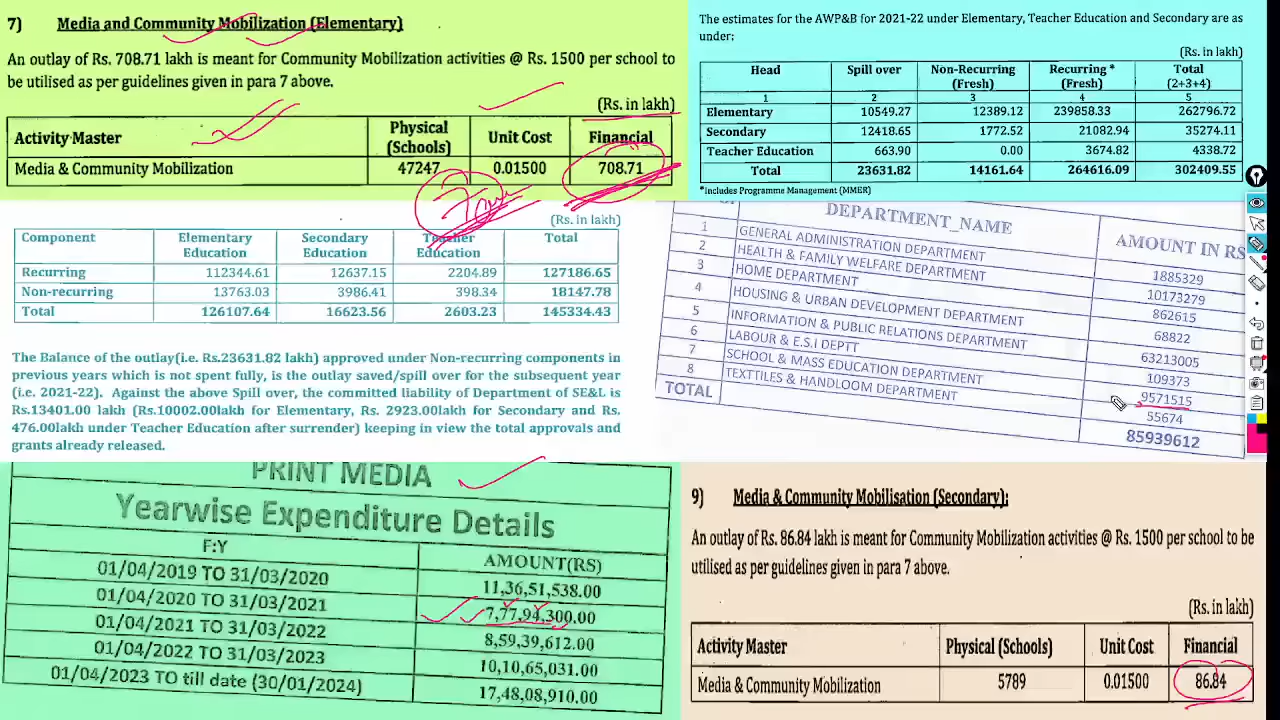 7) Media and Community Mobilization (Elementary)
An outlay of Rs. 708.71 lakh is meant for Community Mobilization activities @ Rs. 1500 per school to
be utilised as per guidelines given in para 7 above.
(Rs. in lakh)
Activity Master Physical (Schools) Unit Cost Financial
Media & Community Mobilization 47247 0.01500 708.71
The estimates for the AWP&B for 2021-22 under Elementary, Teacher Education and Secondary are as
under:
(Rs. in lakh)
Head Spill over Non-Recurring (Fresh) Recurring * (Fresh) Total (2+3+4)
1 2 3 4 5
Elementary 10549.27 12389.12 239858.33 262796.72
Secondary 12418.65 1772.52 21082.94 35274.11
Teacher Education 663.90 0.00 3674.82 4338.72
Total 23631.82 14161.64 264616.09 302409.55
*Includes Programme Management (MMER)
(Rs. in lakh)
Component Elementary Education Secondary Education Teacher Education Total
Recurring 112344.61 12637.15 2204.89 127186.65
Non-recurring 13763.03 3986.41 398.34 18147.78
Total 126107.64 16623.56 2603.23 145334.43
The Balance of the outlay(i.e. Rs.23631.82 lakh) approved under Non-recurring components in
previous years which is not spent fully, is the outlay saved/spill over for the subsequent year
(i.e. 2021-22). Against the above Spill over, the committed liability of Department of SE&L is
Rs.13401.00 lakh (Rs.10002.00lakh for Elementary, Rs. 2923.00lakh for Secondary and Rs.
476.00lakh under Teacher Education after surrender) keeping in view the total approvals and
grants already released.
DEPARTMENT_NAME AMOUNT IN RS
1 GENERAL ADMINISTRATION DEPARTMENT 1885329
2 HEALTH & FAMILY WELFARE DEPARTMENT 10173279
3 HOME DEPARTMENT 862615
4 HOUSING & URBAN DEVELOPMENT DEPARTMENT 68822
5 INFORMATION & PUBLIC RELATIONS DEPARTMENT 63213005
6 LABOUR & E.S.I DEPTT 109373
7 SCHOOL & MASS EDUCATION DEPARTMENT 9571515
8 TEXTTILES & HANDLOOM DEPARTMENT 55674
TOTAL 85939612
PRINT MEDIA
Yearwise Expenditure Details
F:Y AMOUNT(RS)
01/04/2019 TO 31/03/2020 11,36,51,538.00
01/04/2020 TO 31/03/2021 7,77,94,300.00
01/04/2021 TO 31/03/2022 8,59,39,612.00
01/04/2022 TO 31/03/2023 10,10,65,031.00
01/04/2023 TO till date (30/01/2024) 17,48,08,910.00
9) Media & Community Mobilisation (Secondary):
An outlay of Rs. 86.84 lakh is meant for Community Mobilization activities @ Rs. 1500 per school to be
utilised as per guidelines given in para 7 above.
(Rs. in lakh)
Activity Master Physical (Schools) Unit Cost Financial
Media & Community Mobilization 5789 0.01500 86.84